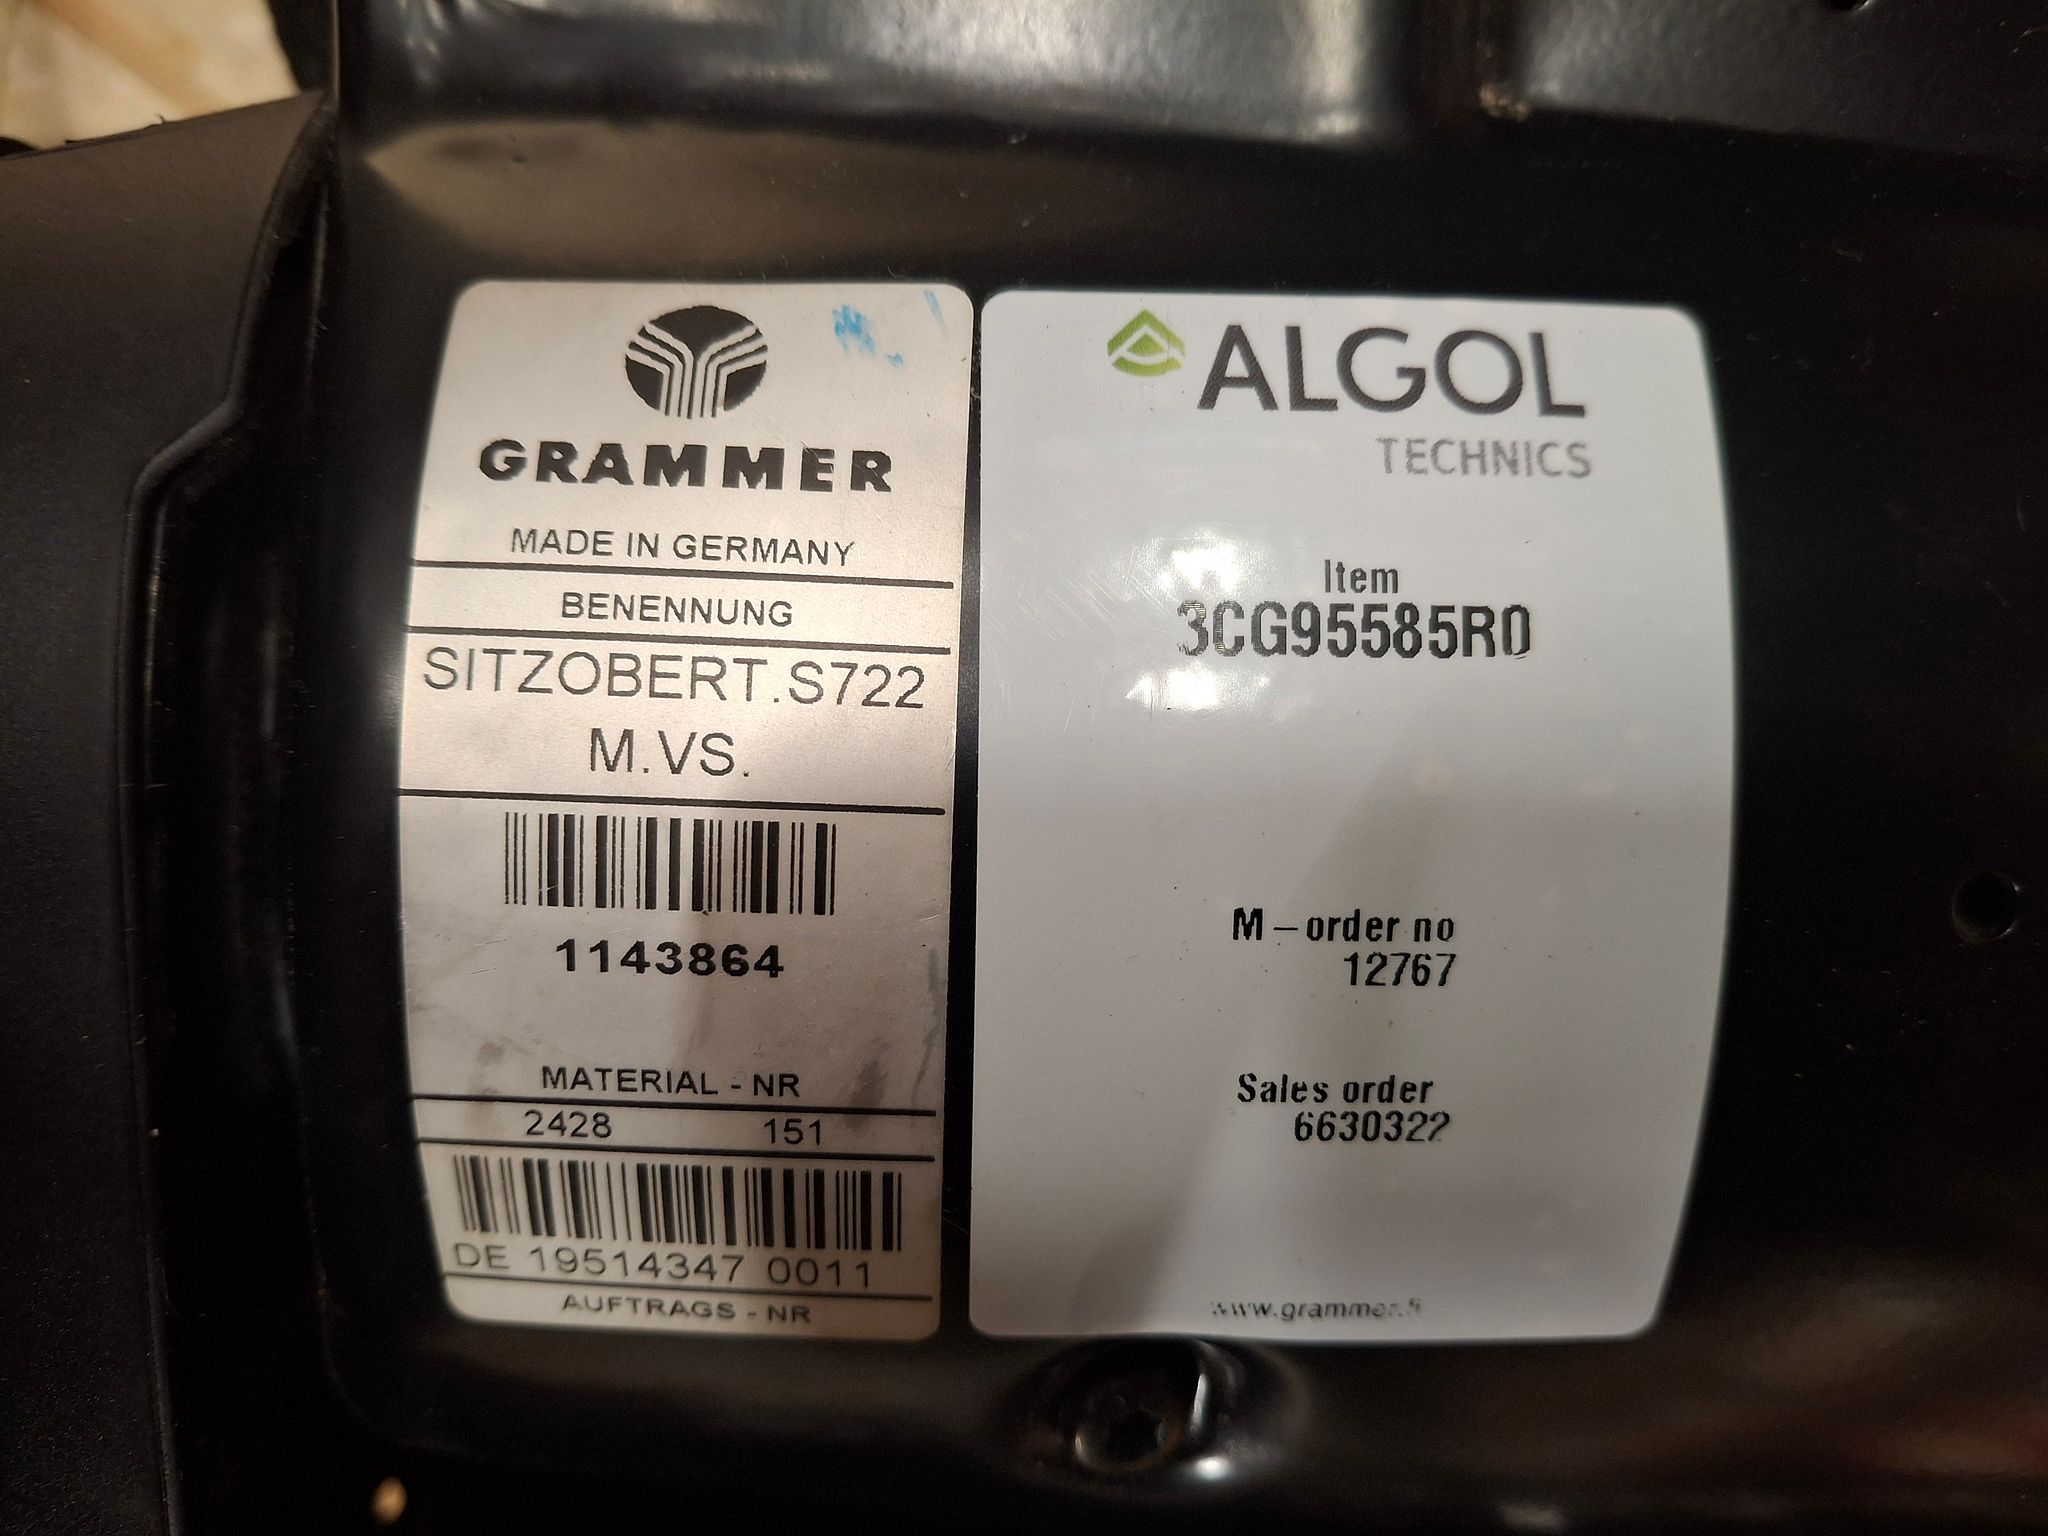 GRAMMER
MADE IN GERMANY
BENENNUNG
SITZOBERT.S722
M.VS.
1143864
MATERIAL - NR
2428 151
DE 19514347 0011
AUFTRAGS - NR
ALGOL
TECHNICS
Item
3CG95585R0
M-order no
12767
Sales order
6630322
www.grammer.fi